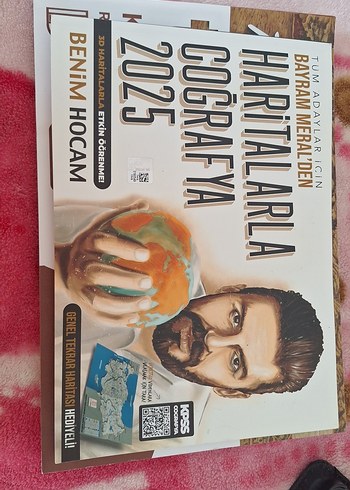 TÜM ADAYLAR İÇİN
BAYRAM MERAL'DEN
HARİTALARLA
COĞRAFYA
2025
3D HARİTALARLA ETKİN ÖĞRENME!
BENİM HOCAM
KPSS
COĞRAFYA
GENEL TEKRAR HARİTASI HEDİYELİ!